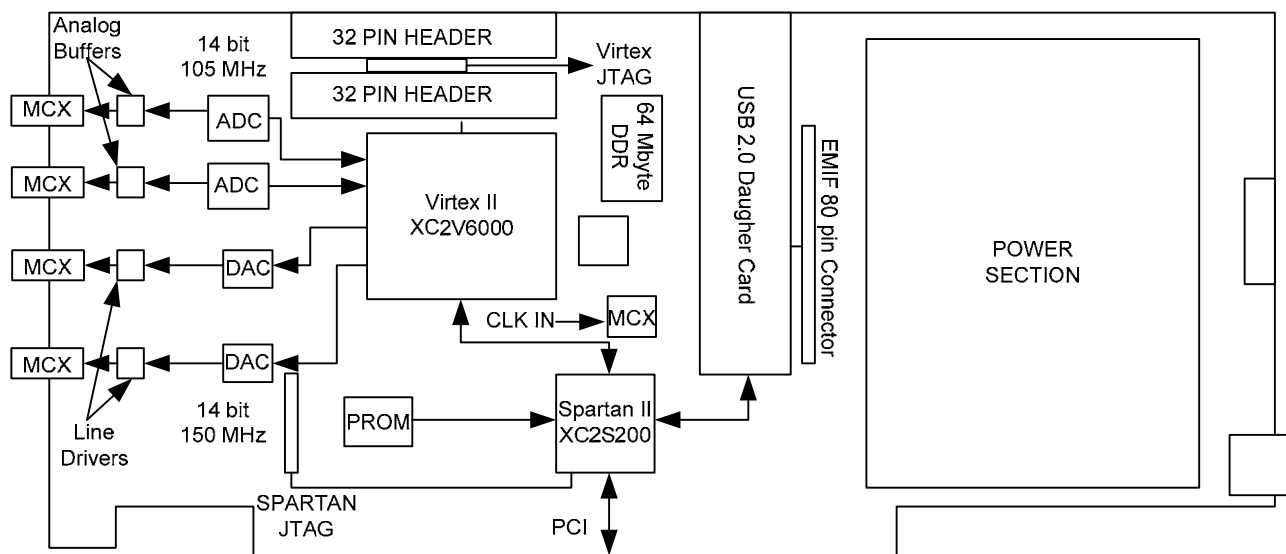 Analog
Buffers
14 bit
105 MHz
32 PIN HEADER
32 PIN HEADER
Virtex
JTAG
MCX
ADC
MCX
ADC
64 Mbyte
DDR
USB 2.0 Daugher Card
EMIF 80 pin Connector
Virtex II
XC2V6000
POWER
SECTION
MCX
DAC
CLK IN
MCX
MCX
DAC
14 bit
150 MHz
PROM
Spartan II
XC2S200
Line
Drivers
SPARTAN
JTAG
PCI